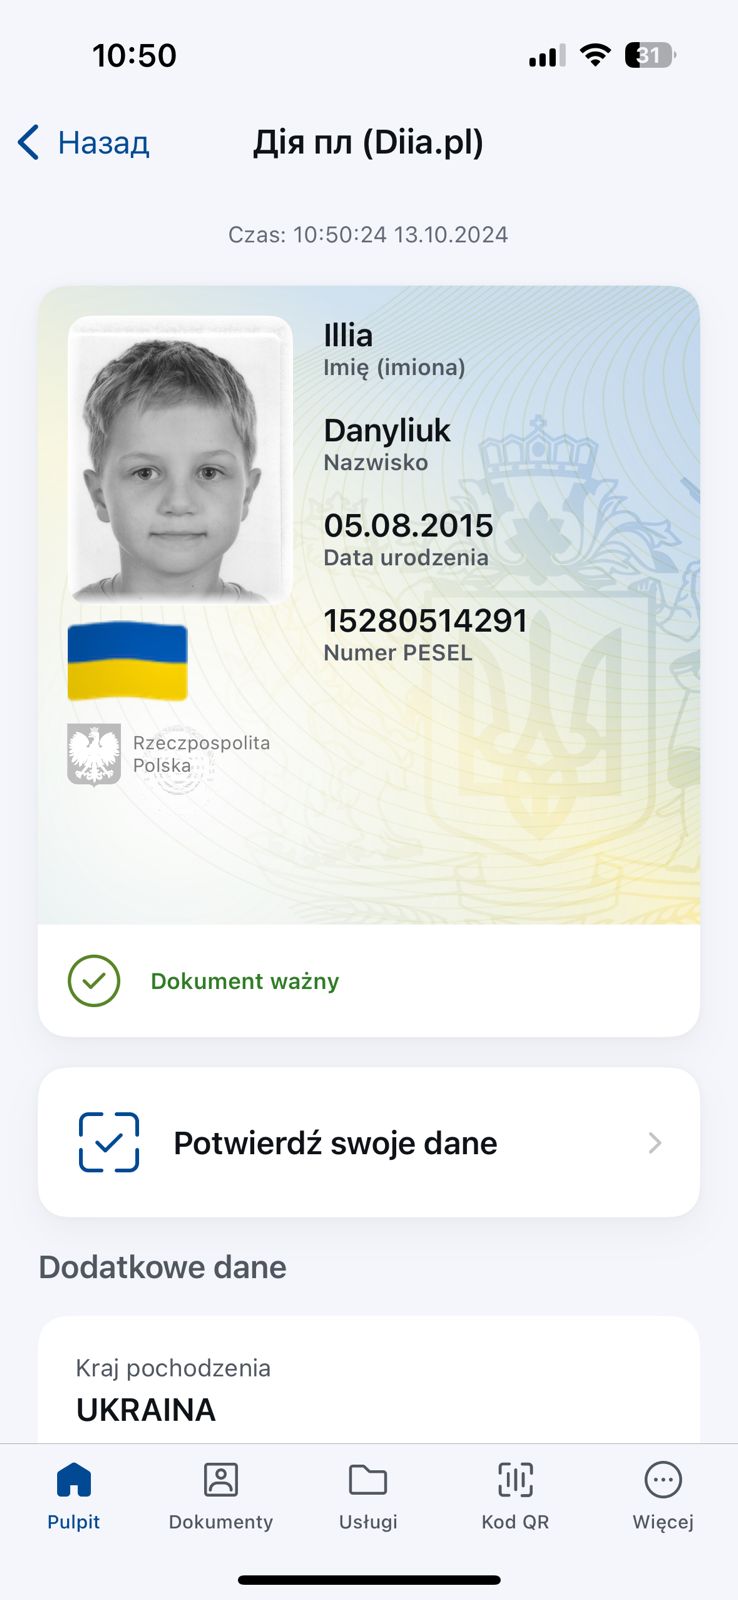 10:50
31
Назад
Дія пл (Diia.pl)
Czas: 10:50:24 13.10.2024
Illia
Imię (imiona)
Danyliuk
Nazwisko
05.08.2015
Data urodzenia
15280514291
Numer PESEL
Rzeczpospolita
Polska
Dokument ważny
Potwierdź swoje dane
Dodatkowe dane
Kraj pochodzenia
UKRAINA
Pulpit
Dokumenty
Usługi
Kod QR
Więcej